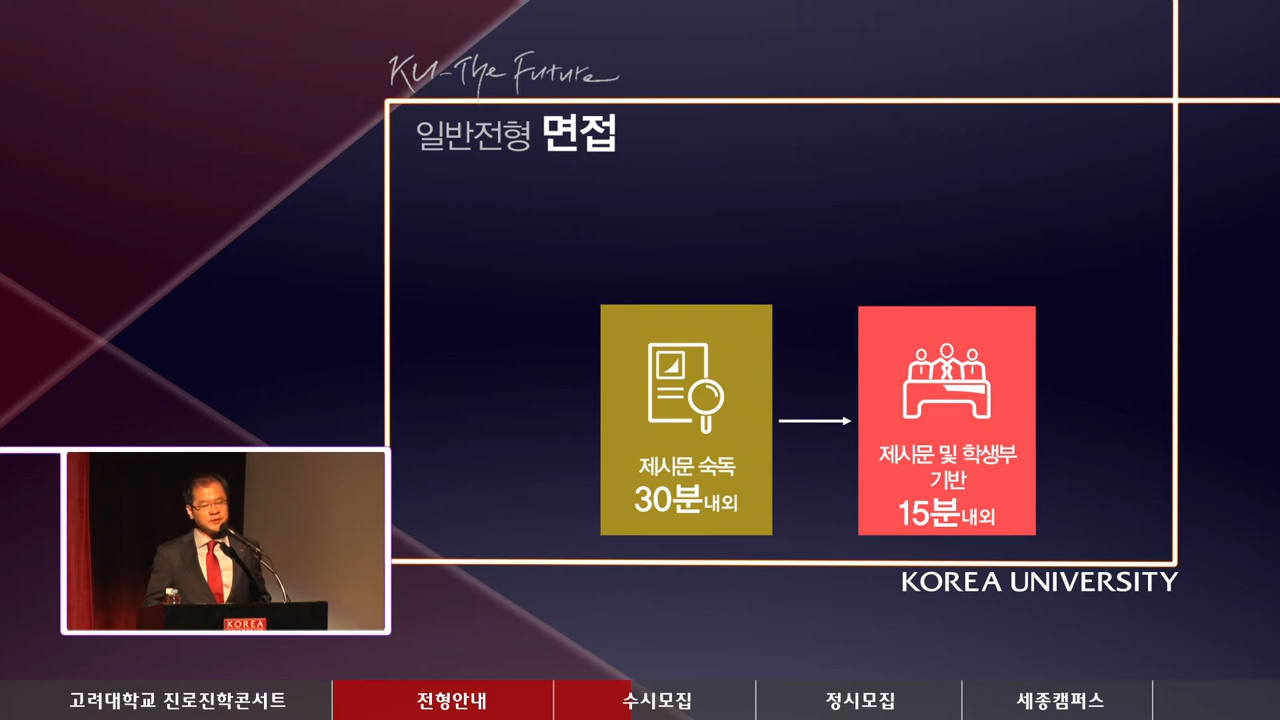 KU-The Future
일반전형 면접
제시문 숙독
30분내외
제시문 및 학생부
기반
15분내외
KOREA UNIVERSITY
KOREA
고려대학교 진로진학콘서트
전형안내
수시모집
정시모집
세종캠퍼스